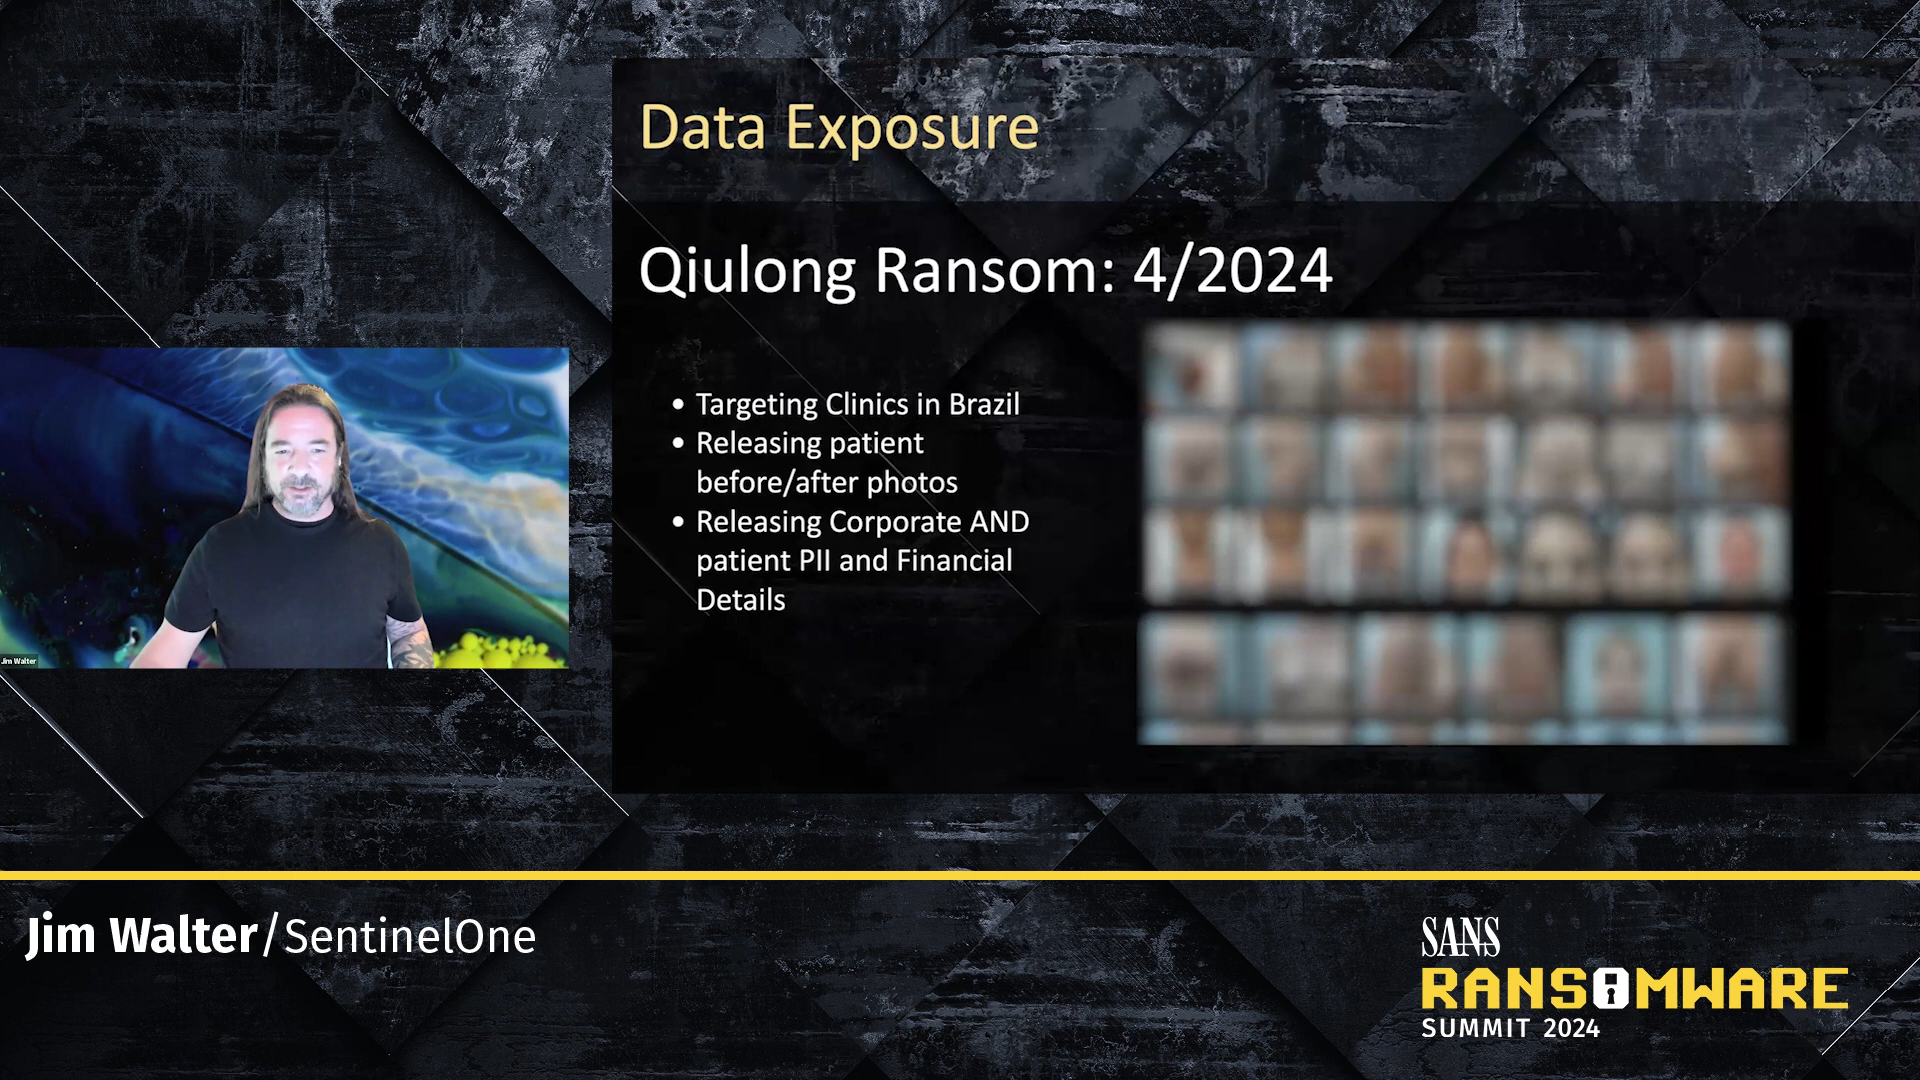 Data Exposure
Qiulong Ransom: 4/2024
• Targeting Clinics in Brazil
• Releasing patient
before/after photos
• Releasing Corporate AND
patient PII and Financial
Details
Jim Walter
Jim Walter/SentinelOne
SANS
RANSOMWARE
SUMMIT 2024